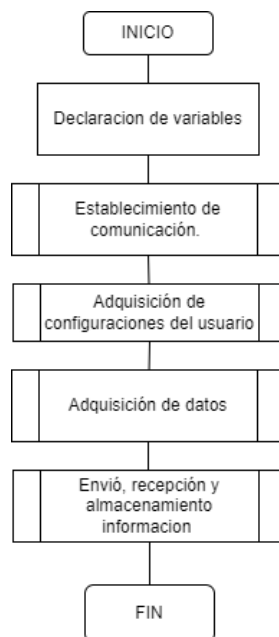 INICIO
Declaracion de variables
Establecimiento de
comunicación.
Adquisición de
configuraciones del usuario
Adquisición de datos
Envió, recepción y
almacenamiento
informacion
FIN